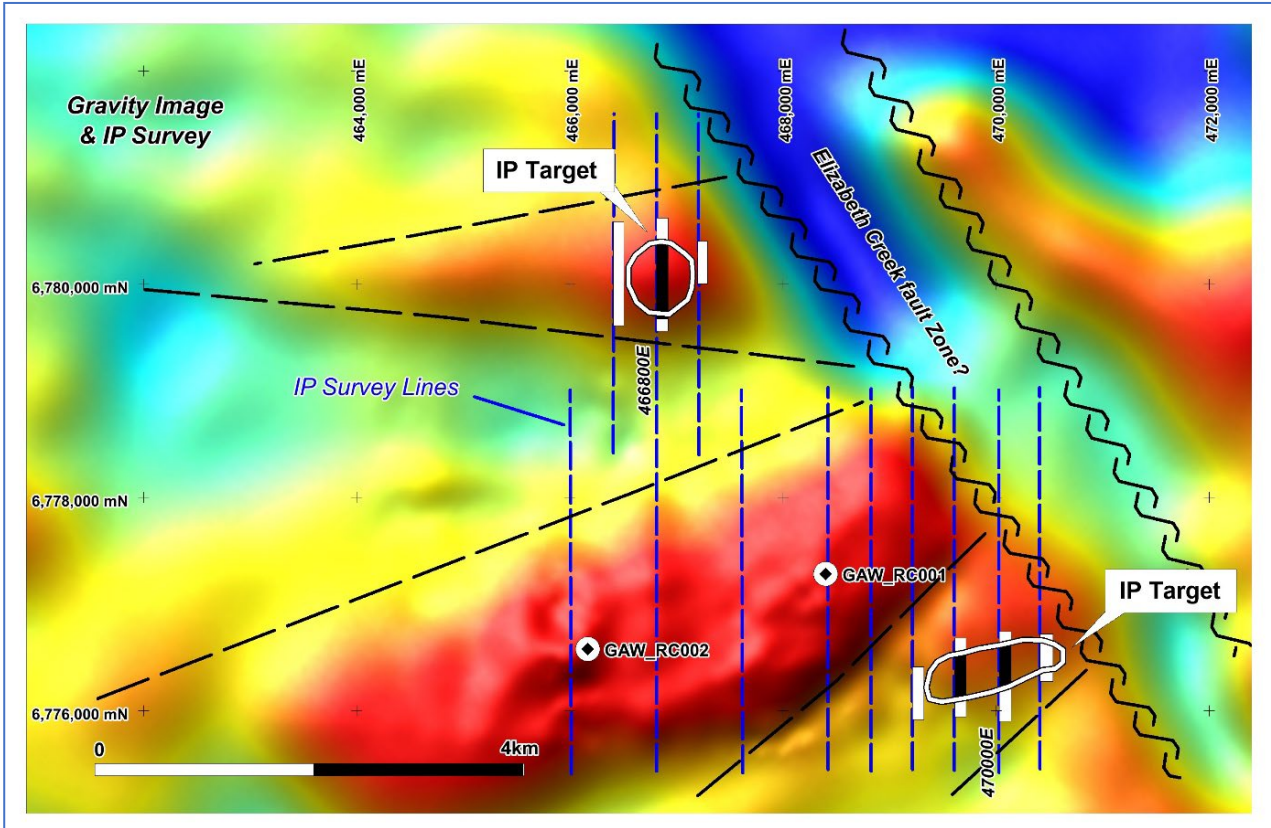 Gravity Image
& IP Survey
464,000 mE
466,000 mE
468,000 mE
470,000 mE
472,000 mE
IP Target
Elizabeth Creek fault Zone?
6,780,000 mN
466800E
IP Survey Lines
6,778,000 mN
GAW_RC001
IP Target
GAW_RC002
6,776,000 mN
470000E
0
4km